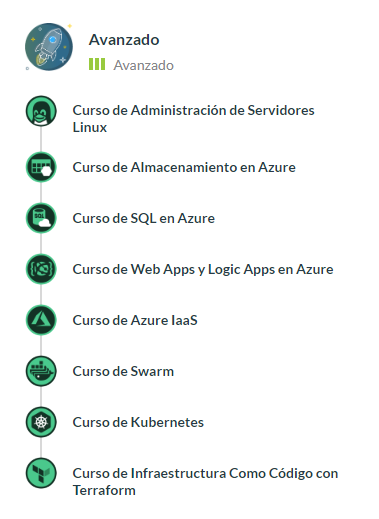 Avanzado
Avanzado
Curso de Administración de Servidores
Linux
Curso de Almacenamiento en Azure
SQL
Curso de SQL en Azure
Curso de Web Apps y Logic Apps en Azure
Curso de Azure IaaS
Curso de Swarm
Curso de Kubernetes
Curso de Infraestructura Como Código con
Terraform